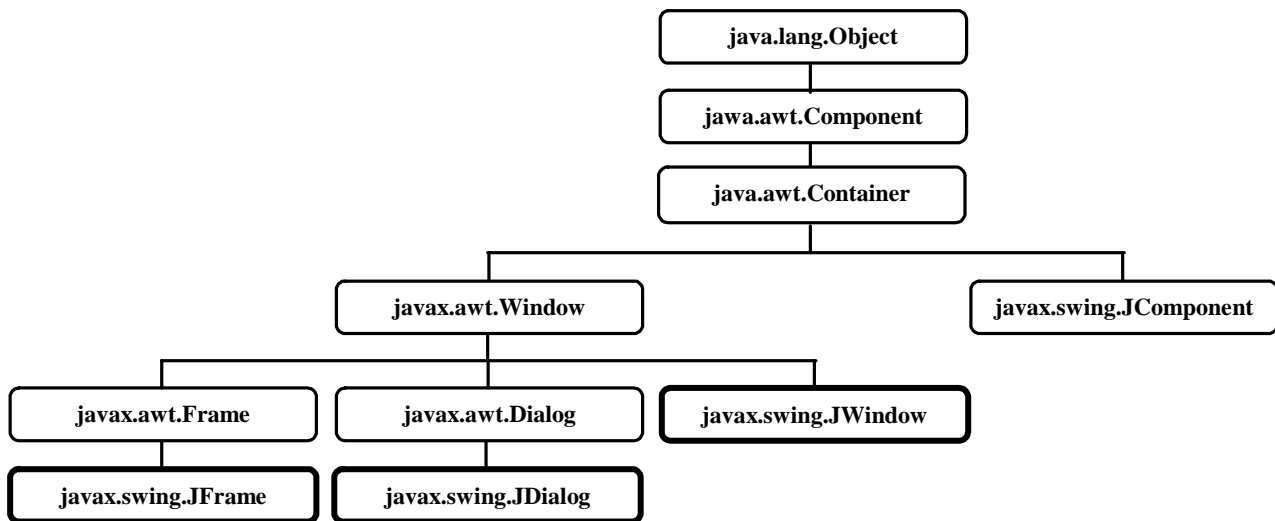 java.lang.Object
jawa.awt.Component
java.awt.Container
javax.awt.Window
javax.swing.JComponent
javax.awt.Frame
javax.awt.Dialog
javax.swing.JWindow
javax.swing.JFrame
javax.swing.JDialog